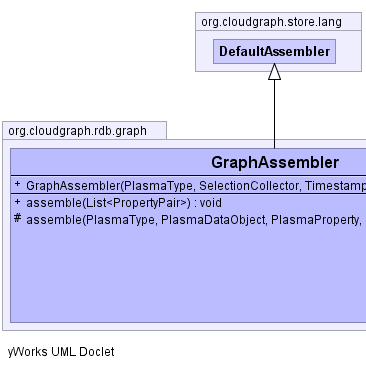 org.cloudgraph.store.lang
DefaultAssembler
org.cloudgraph.rdb.graph
GraphAssembler
+ GraphAssembler(PlasmaType, SelectionCollector, Timestamp
+ assemble(List<PropertyPair>) : void
# assemble(PlasmaType, PlasmaDataObject, PlasmaProperty,
yWorks UML Doclet